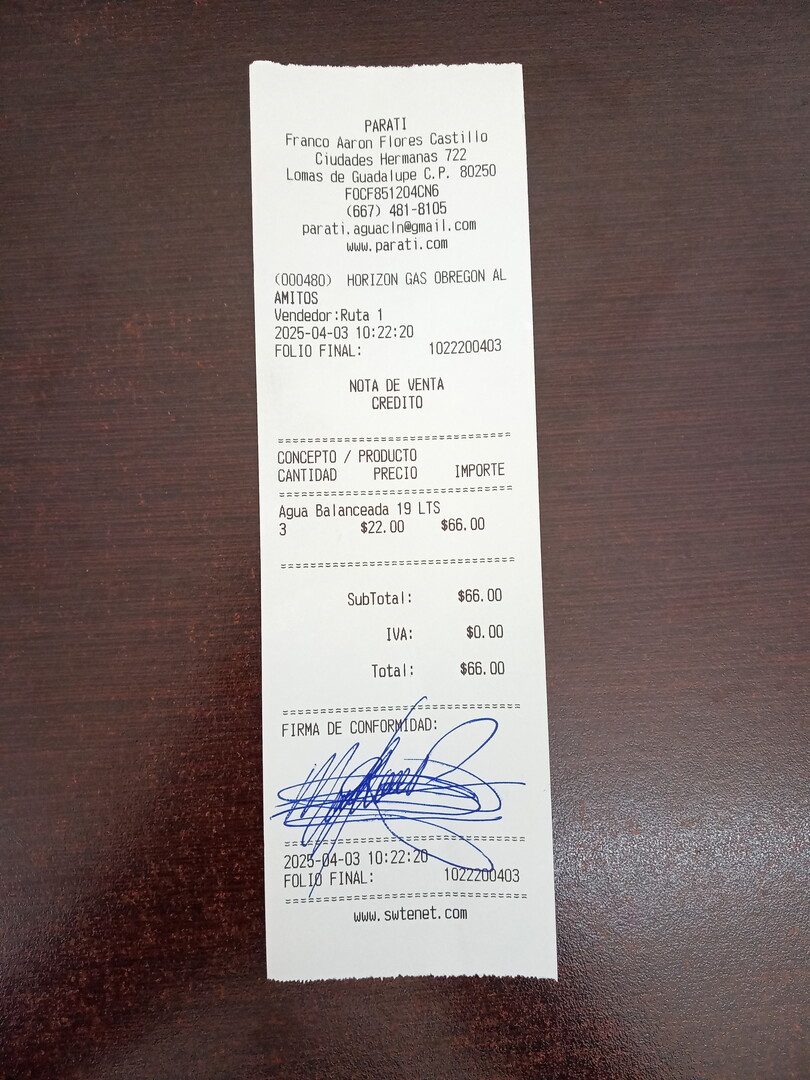 PARATI
Franco Aaron Flores Castillo
Ciudades Hermanas 722
Lomas de Guadalupe C.P. 80250
FOCF851204CN6
(667) 481-8105
parati.aguacln@gmail.com
www.parati.com
(000480) HORIZON GAS OBREGON AL
AMITOS
Vendedor:Ruta 1
2025-04-03 10:22:20
FOLIO FINAL: 1022200403
NOTA DE VENTA
CREDITO
CONCEPTO / PRODUCTO
CANTIDAD PRECIO IMPORTE
Agua Balanceada 19 LTS
3 $22.00 $66.00
SubTotal: $66.00
IVA: $0.00
Total: $66.00
FIRMA DE CONFORMIDAD:
2025-04-03 10:22:20
FOLIO FINAL: 1022200403
www.swtenet.com